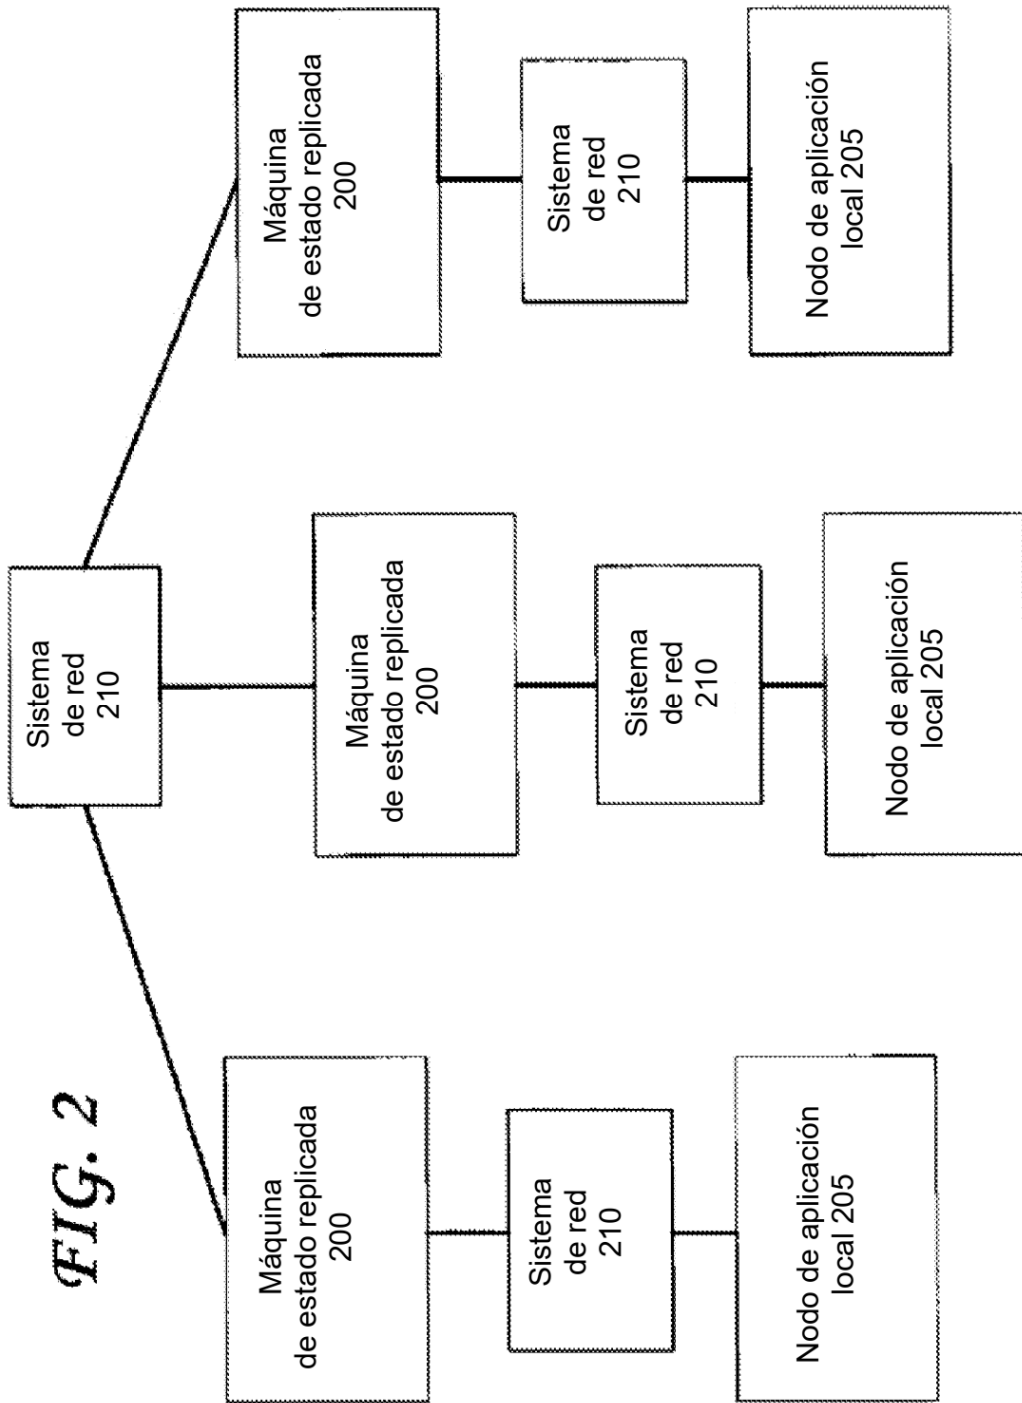 FIG. 2
Sistema
de red
210
Máquina
de estado replicada
200
Máquina
de estado replicada
200
Máquina
de estado replicada
200
Sistema
de red
210
Sistema
de red
210
Sistema
de red
210
Nodo de aplicación
local 205
Nodo de aplicación
local 205
Nodo de aplicación
local 205